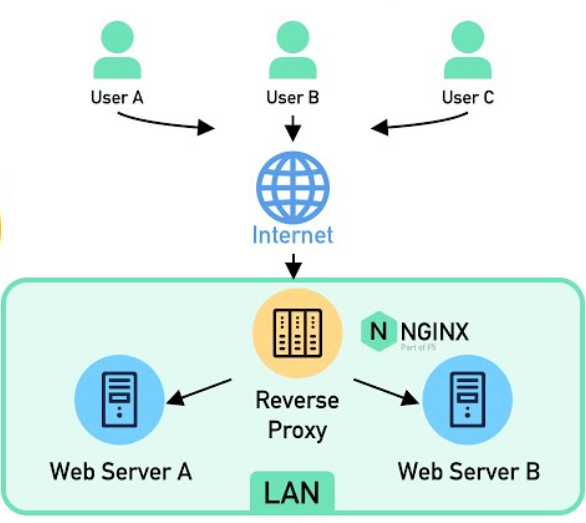 User A
User B
User C
Internet
NGINX
Part of F5
Reverse
Proxy
Web Server A
Web Server B
LAN